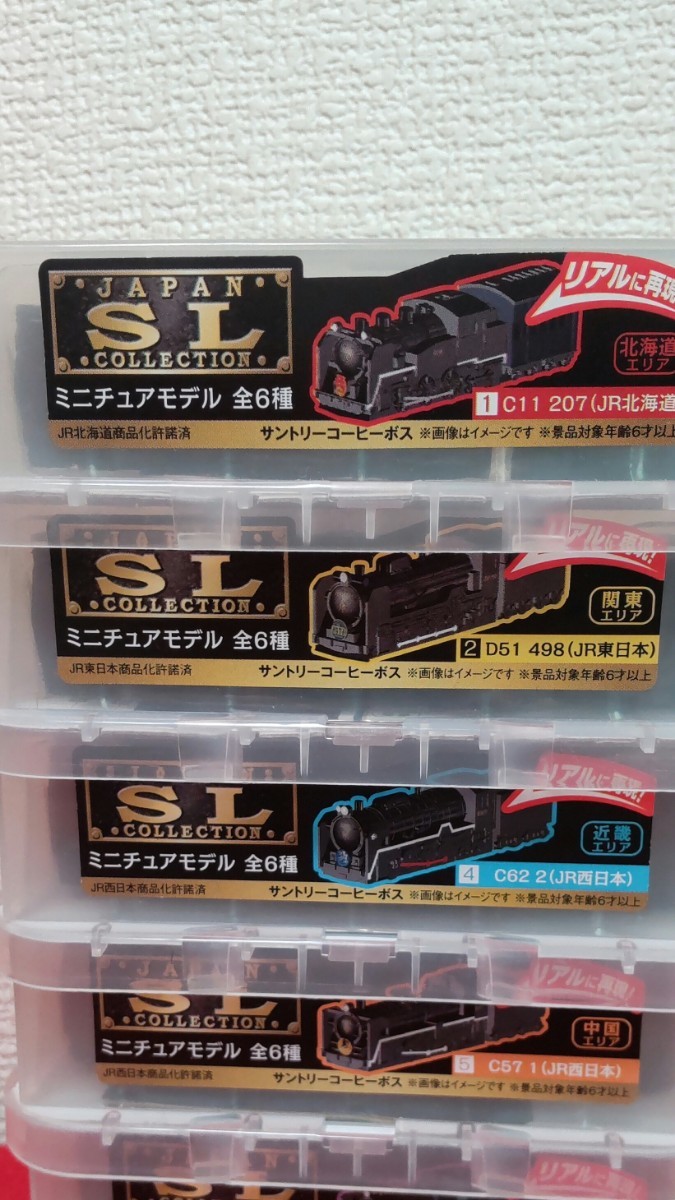 JAPAN
SL
COLLECTION
リアルに再現
北海道
エリア
ミニチュアモデル 全6種
1 C11 207(JR北海道
JR北海道商品化許諾済
サントリーコーヒーボス ※画像はイメージです ※景品対象年齢6才以上
JAPAN
SL
COLLECTION
リアルに再現!
関東
エリア
ミニチュアモデル 全6種
2 D51 498(JR東日本)
JR東日本商品化許諾済
サントリーコーヒーボス ※画像はイメージです ※景品対象年齢6才以上
SL
COLLECTION
リアルに再現!
近畿
エリア
ミニチュアモデル 全6種
4 C62 2(JR西日本)
JR西日本商品化許諾済
サントリーコーヒーボス ※画像はイメージです ※景品対象年齢6才以上
JAPAN
SL
COLLECTION
リアルに再現!
中国
エリア
ミニチュアモデル 全6種
5 C57 1(JR西日本)
JR西日本商品化許諾済
サントリーコーヒーボス ※画像はイメージです ※景品対象年齢6才以上
JAPAN
SL
リアルに再現!